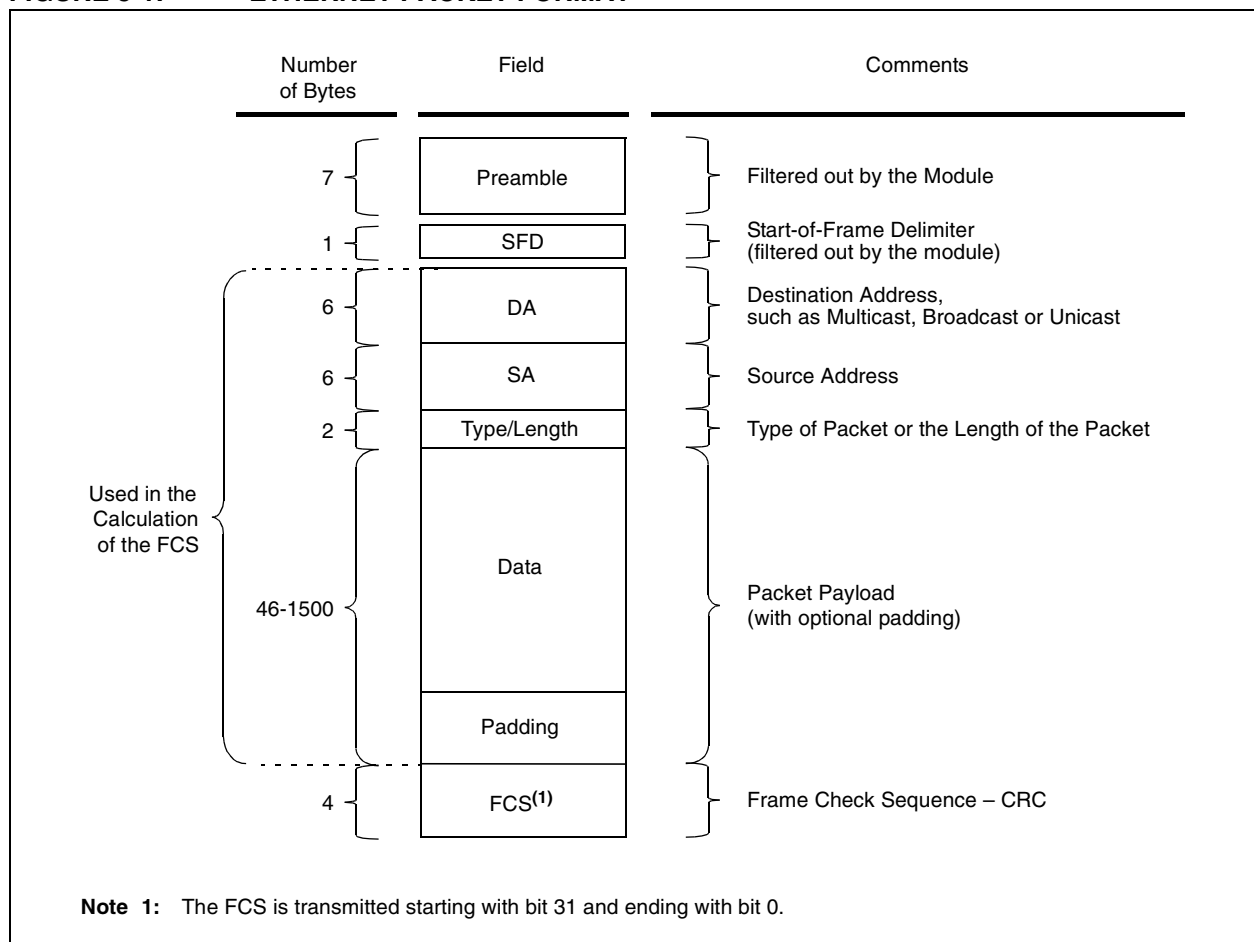 Number
of Bytes
Field
Comments
7
Preamble
Filtered out by the Module
1
SFD
Start-of-Frame Delimiter
(filtered out by the module)
6
DA
Destination Address,
such as Multicast, Broadcast or Unicast
6
SA
Source Address
2
Type/Length
Type of Packet or the Length of the Packet
Used in the
Calculation
of the FCS
46-1500
Data
Packet Payload
(with optional padding)
Padding
4
FCS(1)
Frame Check Sequence – CRC
Note 1: The FCS is transmitted starting with bit 31 and ending with bit 0.